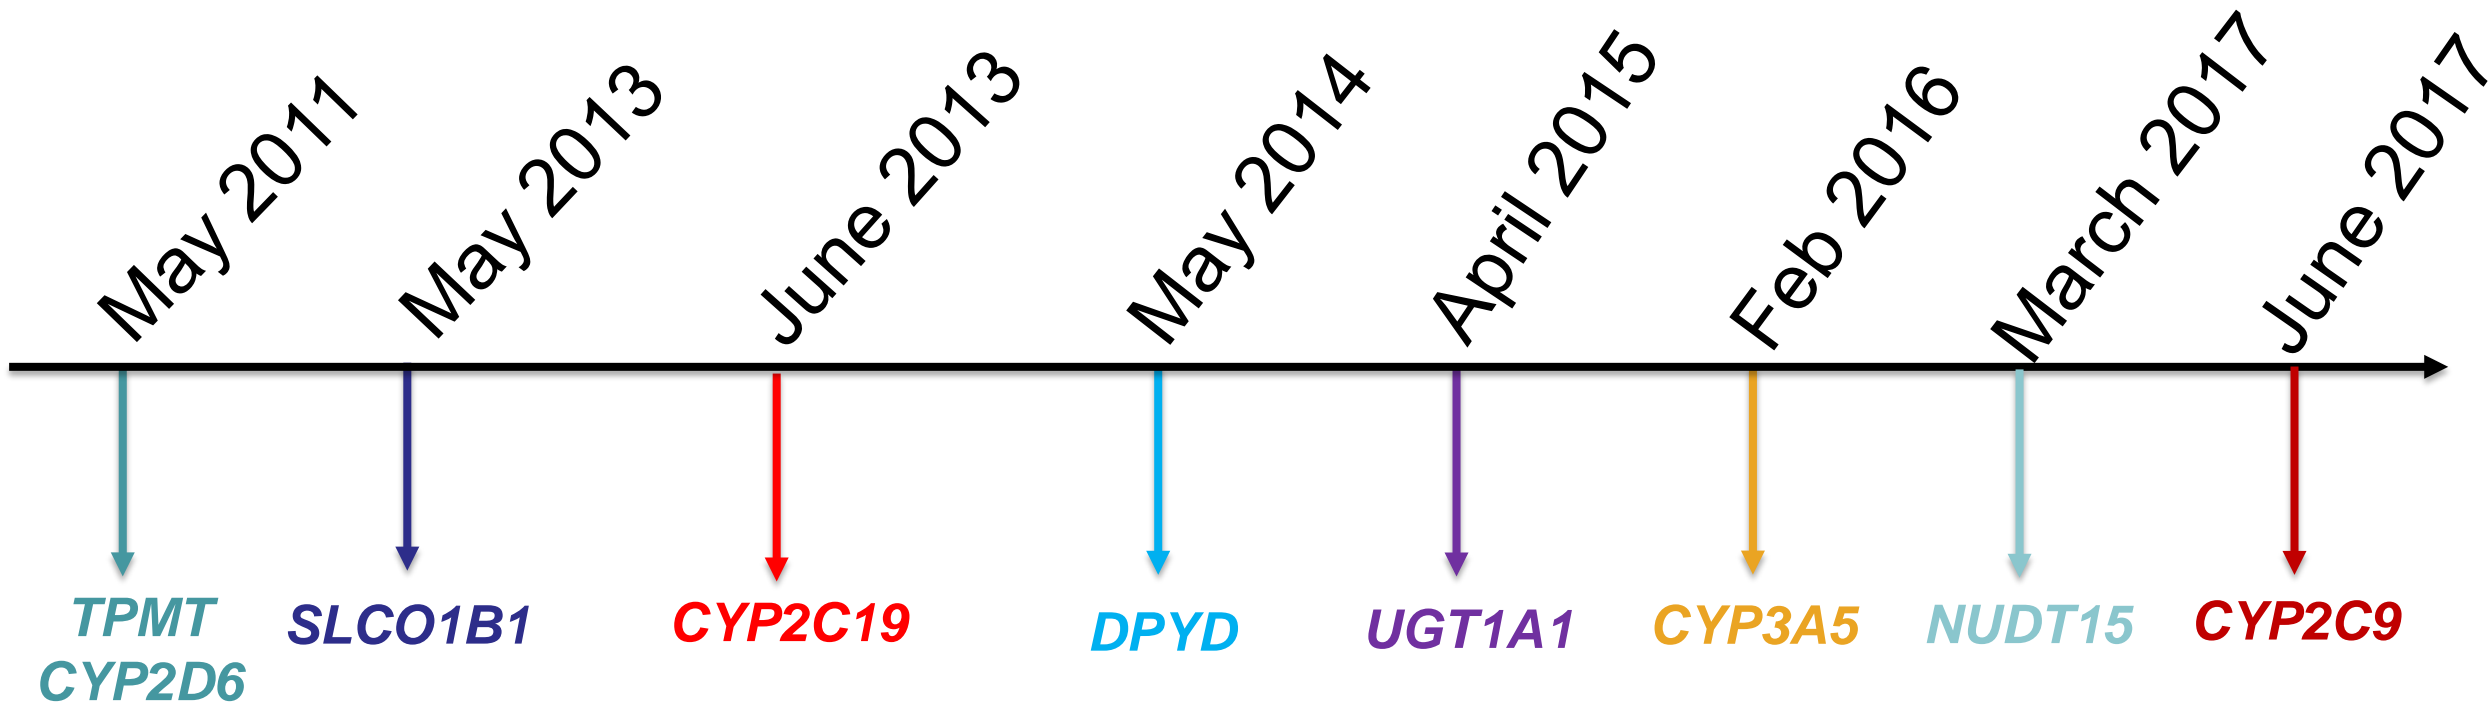 May 2011
May 2013
June 2013
May 2014
April 2015
Feb 2016
March 2017
June 2017
TPMT
CYP2D6
SLCO1B1
CYP2C19
DPYD
UGT1A1
CYP3A5
NUDT15
CYP2C9